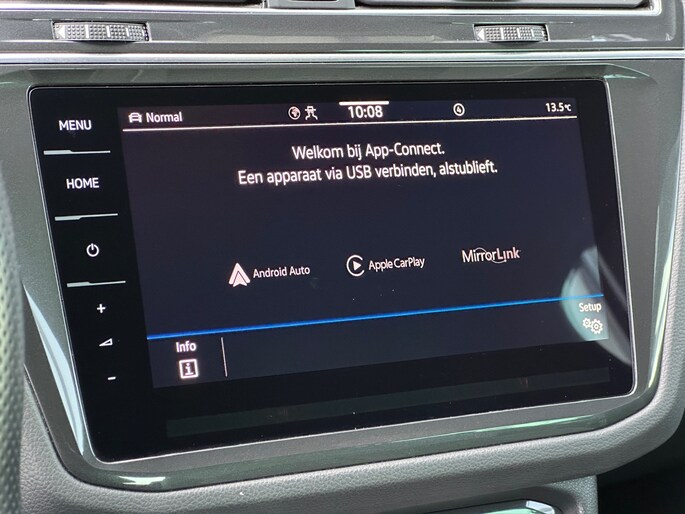 MENU
HOME
+
-
Normal
10:08
4
13.5°C
Welkom bij App-Connect.
Een apparaat via USB verbinden, alstublieft.
Android Auto
Apple CarPlay
MirrorLink
Info
i
Setup